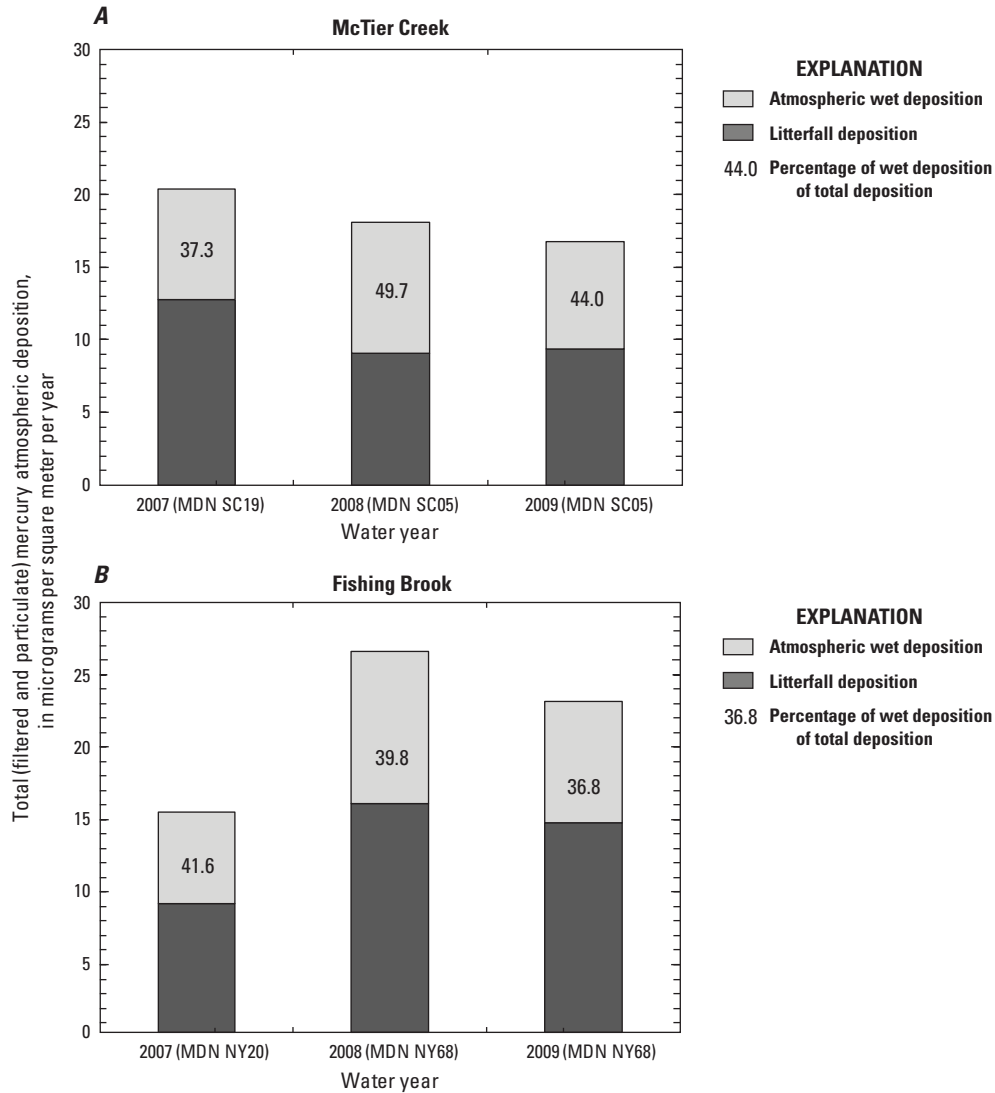 A
McTier Creek
30
25
20
15
10
5
0
37.3
49.7
44.0
2007 (MDN SC19)
2008 (MDN SC05)
2009 (MDN SC05)
Water year
EXPLANATION
Atmospheric wet deposition
Litterfall deposition
44.0 Percentage of wet deposition
of total deposition
Total (filtered and particulate) mercury atmospheric deposition,
in micrograms per square meter per year
B
Fishing Brook
30
25
20
15
10
5
0
41.6
39.8
36.8
2007 (MDN NY20)
2008 (MDN NY68)
2009 (MDN NY68)
Water year
EXPLANATION
Atmospheric wet deposition
Litterfall deposition
36.8 Percentage of wet deposition
of total deposition